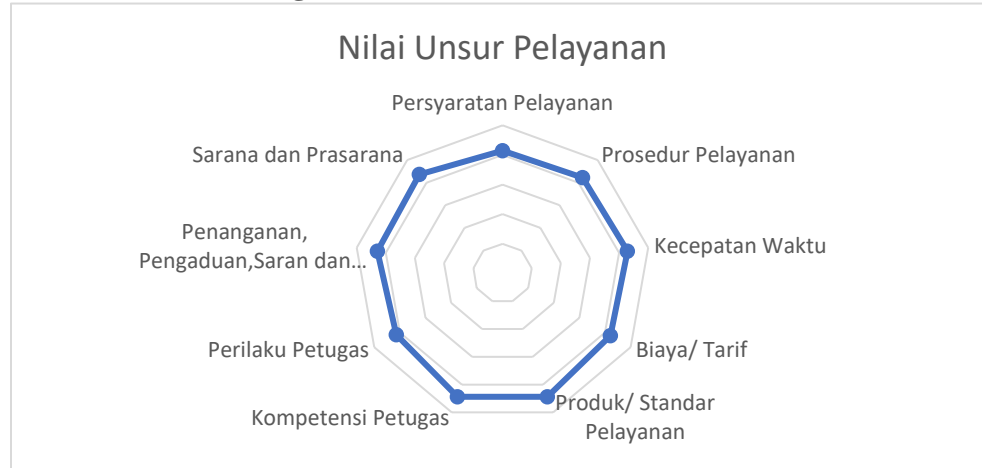 Nilai Unsur Pelayanan
Persyaratan Pelayanan
Prosedur Pelayanan
Kecepatan Waktu
Biaya/ Tarif
Produk/ Standar
Pelayanan
Kompetensi Petugas
Perilaku Petugas
Penanganan,
Pengaduan,Saran dan...
Sarana dan Prasarana